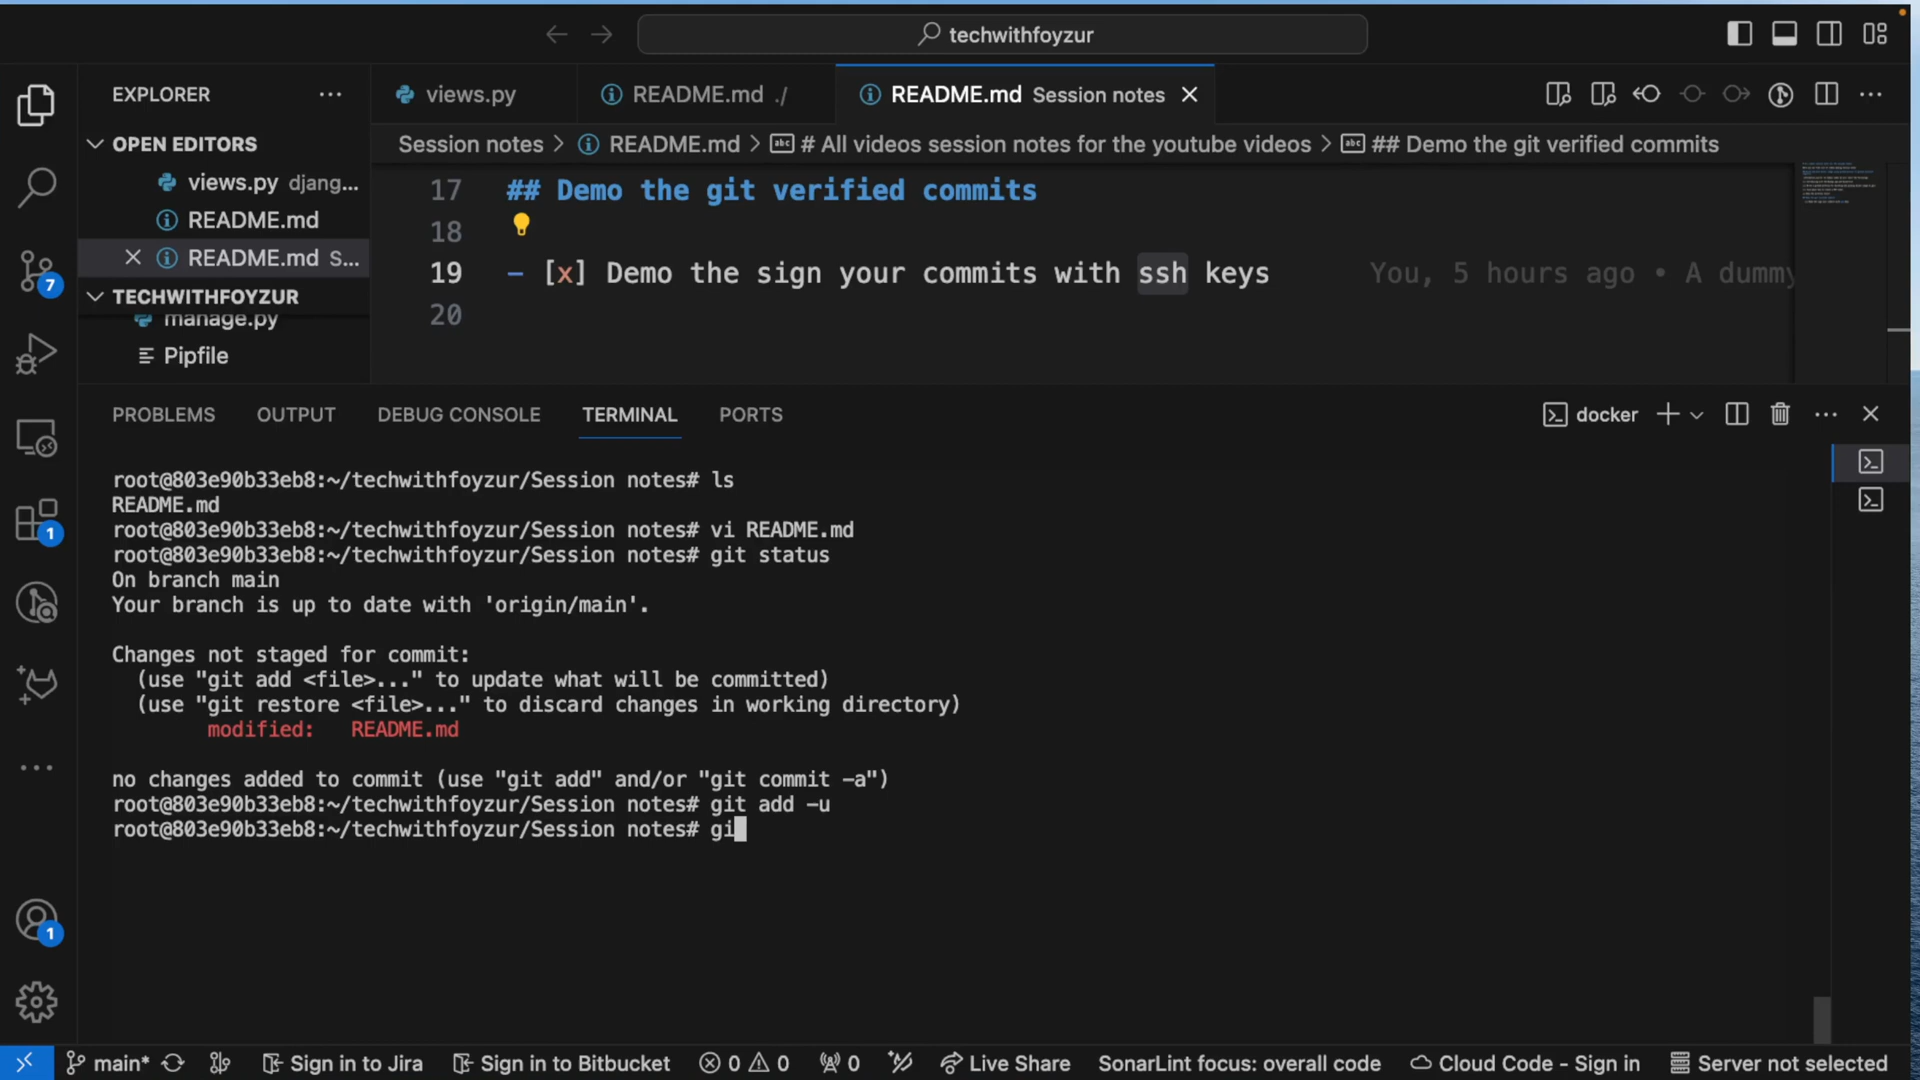 techwithfoyzur
EXPLORER
views.py
README.md ./
README.md Session notes
OPEN EDITORS
views.py djang...
README.md
README.md S...
TECHWITHFOYZUR
manage.py
Pipfile
Session notes > README.md > # All videos session notes for the youtube videos > ## Demo the git verified commits
17 ## Demo the git verified commits
18
19 - [x] Demo the sign your commits with ssh keys You, 5 hours ago • A dummy
20
7
1
1
PROBLEMS OUTPUT DEBUG CONSOLE TERMINAL PORTS
docker
root@803e90b33eb8:~/techwithfoyzur/Session notes# ls
README.md
root@803e90b33eb8:~/techwithfoyzur/Session notes# vi README.md
root@803e90b33eb8:~/techwithfoyzur/Session notes# git status
On branch main
Your branch is up to date with 'origin/main'.
Changes not staged for commit:
(use "git add <file>..." to update what will be committed)
(use "git restore <file>..." to discard changes in working directory)
modified: README.md
no changes added to commit (use "git add" and/or "git commit -a")
root@803e90b33eb8:~/techwithfoyzur/Session notes# git add -u
root@803e90b33eb8:~/techwithfoyzur/Session notes# gi
main* Sign in to Jira Sign in to Bitbucket 0 0 0 Live Share SonarLint focus: overall code Cloud Code - Sign in Server not selected